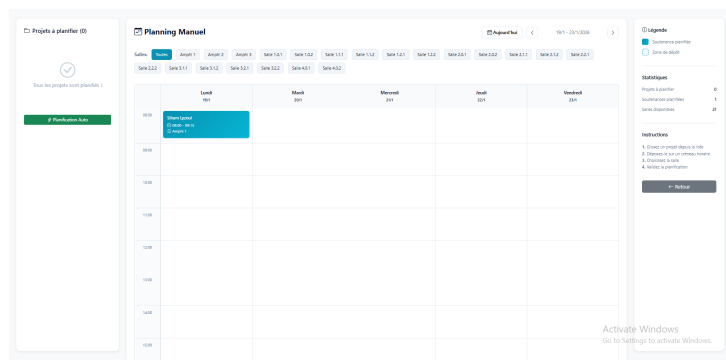 Projets à planifier (0)
Tous les projets sont planifiés !
Planification Auto
Planning Manuel
Aujourd'hui
19/1 - 23/1/2026
Salles: Toutes Amphi 1 Amphi 2 Amphi 3 Salle 1.0.1 Salle 1.0.2 Salle 1.1.1 Salle 1.1.2 Salle 1.2.1 Salle 1.2.2 Salle 2.0.1 Salle 2.0.2 Salle 2.1.1 Salle 2.1.2 Salle 2.2.1
Salle 2.2.2 Salle 3.1.1 Salle 3.1.2 Salle 3.2.1 Salle 3.2.2 Salle 4.0.1 Salle 4.0.2
Lundi Mardi Mercredi Jeudi Vendredi
19/1 20/1 21/1 22/1 23/1
08:00
Siham Lyzoul
08:00 - 09:15
Amphi 1
09:00
10:00
11:00
12:00
13:00
14:00
15:00
Légende
Soutenance planifiée
Zone de dépôt
Statistiques
Projets à planifier 0
Soutenances planifiées 1
Salles disponibles 21
Instructions
1. Glissez un projet depuis la liste
2. Déposez-le sur un créneau horaire
3. Choisissez la salle
4. Validez la planification
← Retour
Activate Windows
Go to Settings to activate Windows.